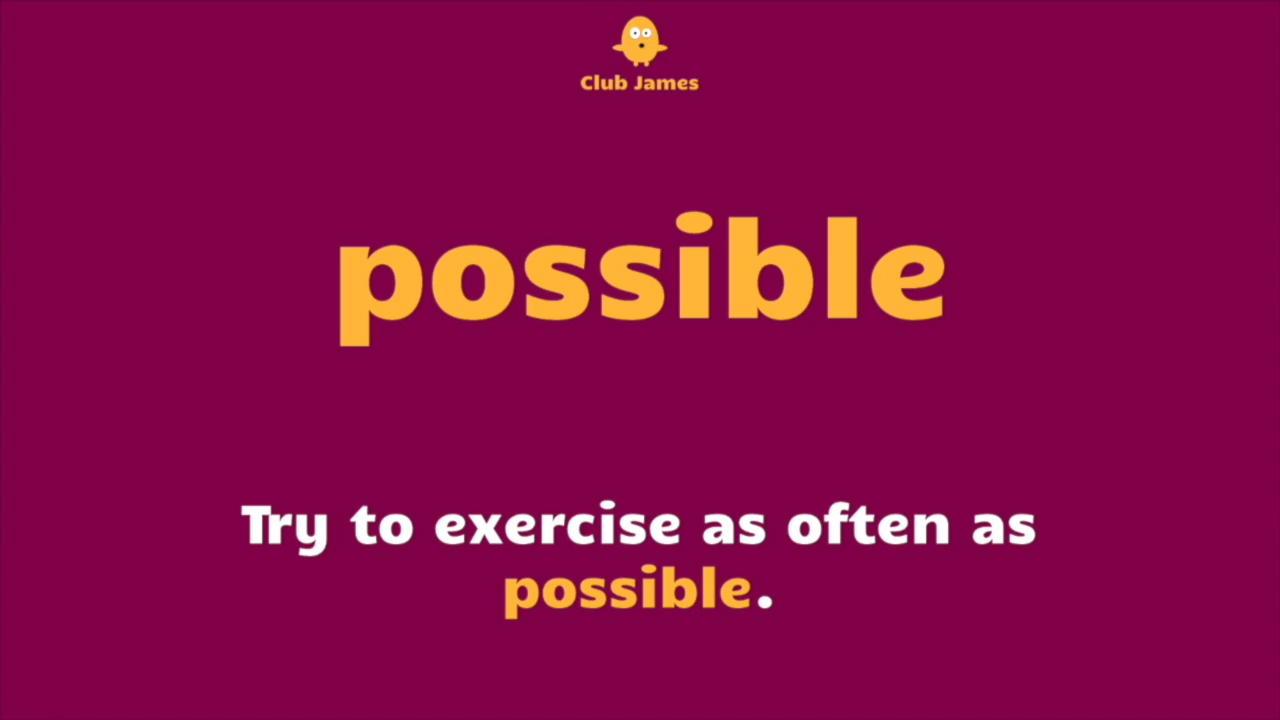 Club James
possible
Try to exercise as often as
possible.